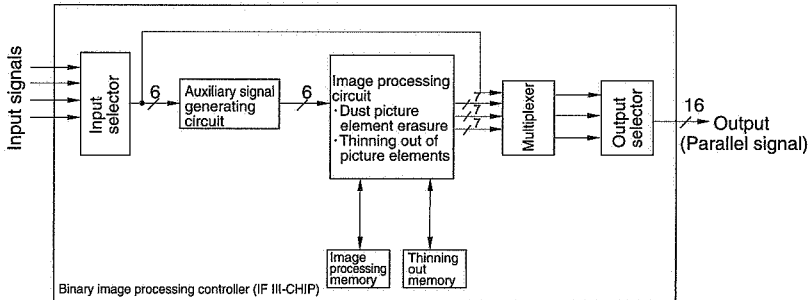 Input signals
Input
selector
6
Auxiliary signal
generating
circuit
6
Image processing
circuit
・Dust picture
element erasure
・Thinning out of
picture elements
7
7
7
Multiplexer
Output
selector
16
Output
(Parallel signal)
Image
processing
memory
Thinning
out
memory
Binary image processing controller (IF III-CHIP)